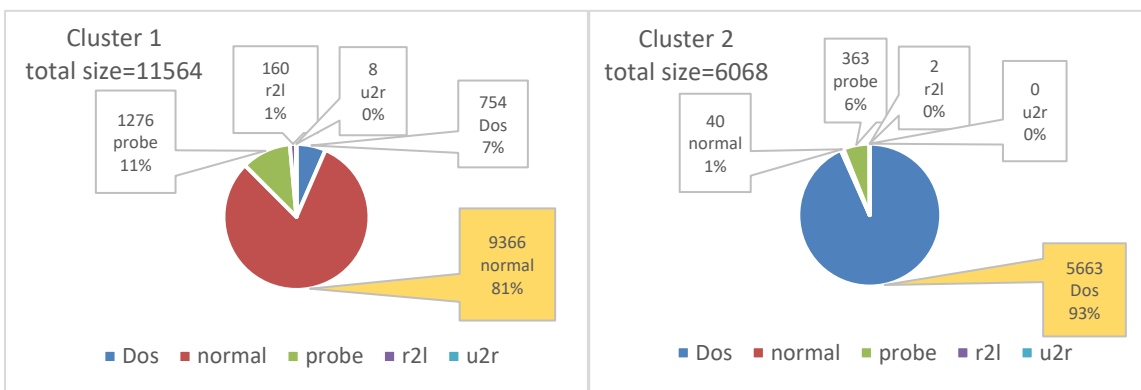 Cluster 1
total size=11564
160
r2l
1%
8
u2r
0%
754
Dos
7%
1276
probe
11%
9366
normal
81%
Dos normal probe r2l u2r
Cluster 2
total size=6068
363
probe
6%
2
r2l
0%
0
u2r
0%
40
normal
1%
5663
Dos
93%
Dos normal probe r2l u2r